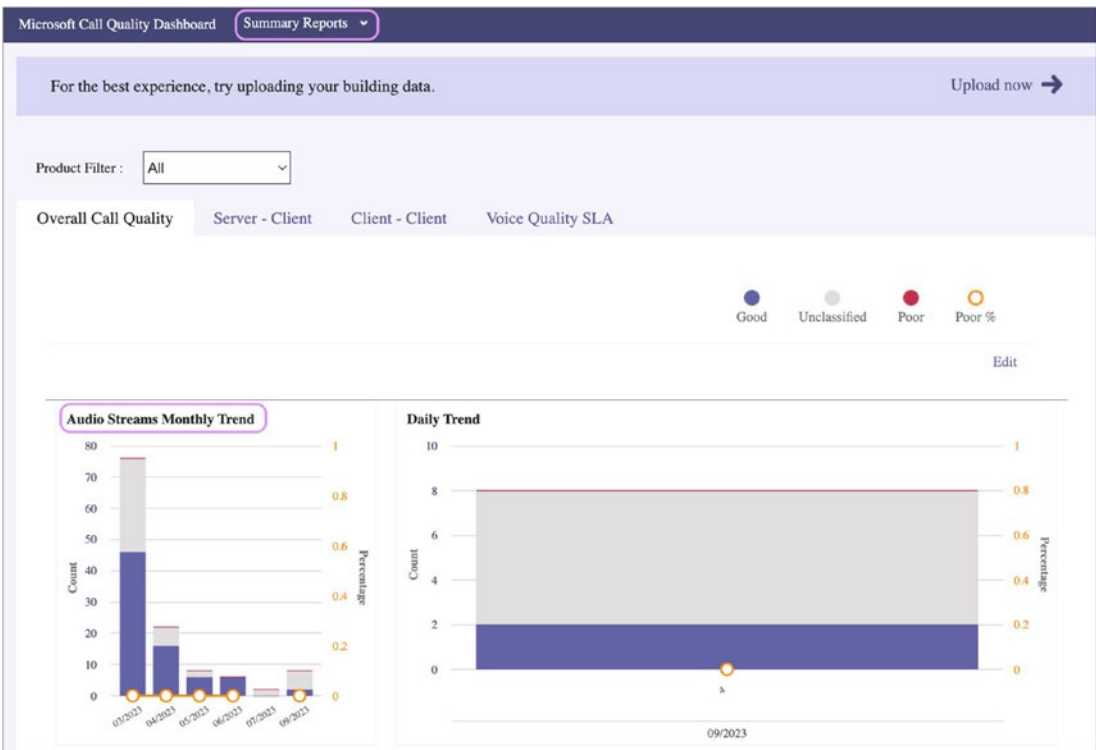 Microsoft Call Quality Dashboard Summary Reports
For the best experience, try uploading your building data. Upload now
Product Filter : All
Overall Call Quality Server - Client Client - Client Voice Quality SLA
Good Unclassified Poor Poor %
Edit
Audio Streams Monthly Trend
80
70
60
50
40
30
20
10
0
Count
1
0.8
0.6
0.4
0.2
0
Percentage
03/2023 04/2023 05/2023 06/2023 07/2023 09/2023
Daily Trend
10
8
6
4
2
0
Count
1
0.8
0.6
0.4
0.2
0
Percentage
09/2023